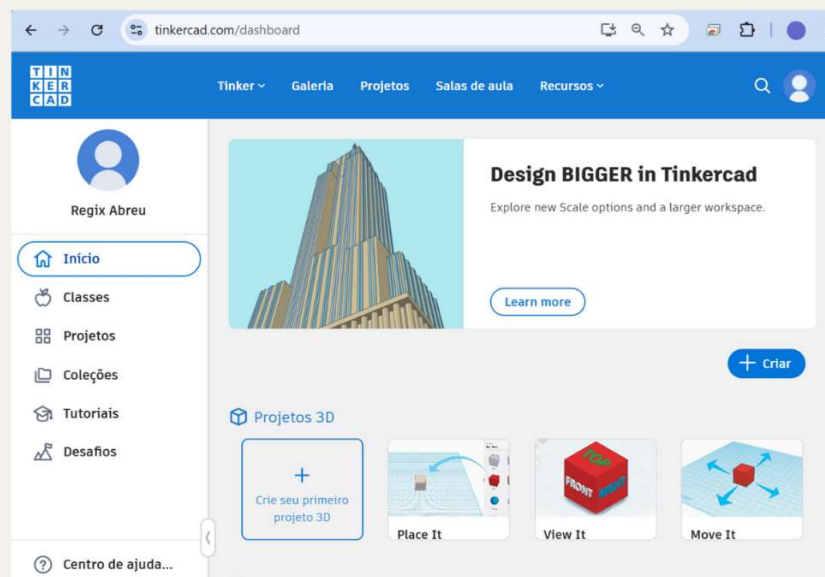 tinkercad.com/dashboard
TIN
KER
CAD
Tinker
Galeria
Projetos
Salas de aula
Recursos
Regix Abreu
Início
Classes
Projetos
Coleções
Tutoriais
Desafios
Centro de ajuda...
Design BIGGER in Tinkercad
Explore new Scale options and a larger workspace.
Learn more
+ Criar
Projetos 3D
+
Crie seu primeiro
projeto 3D
Place It
TOP
FRONT
RIGHT
View It
Move It